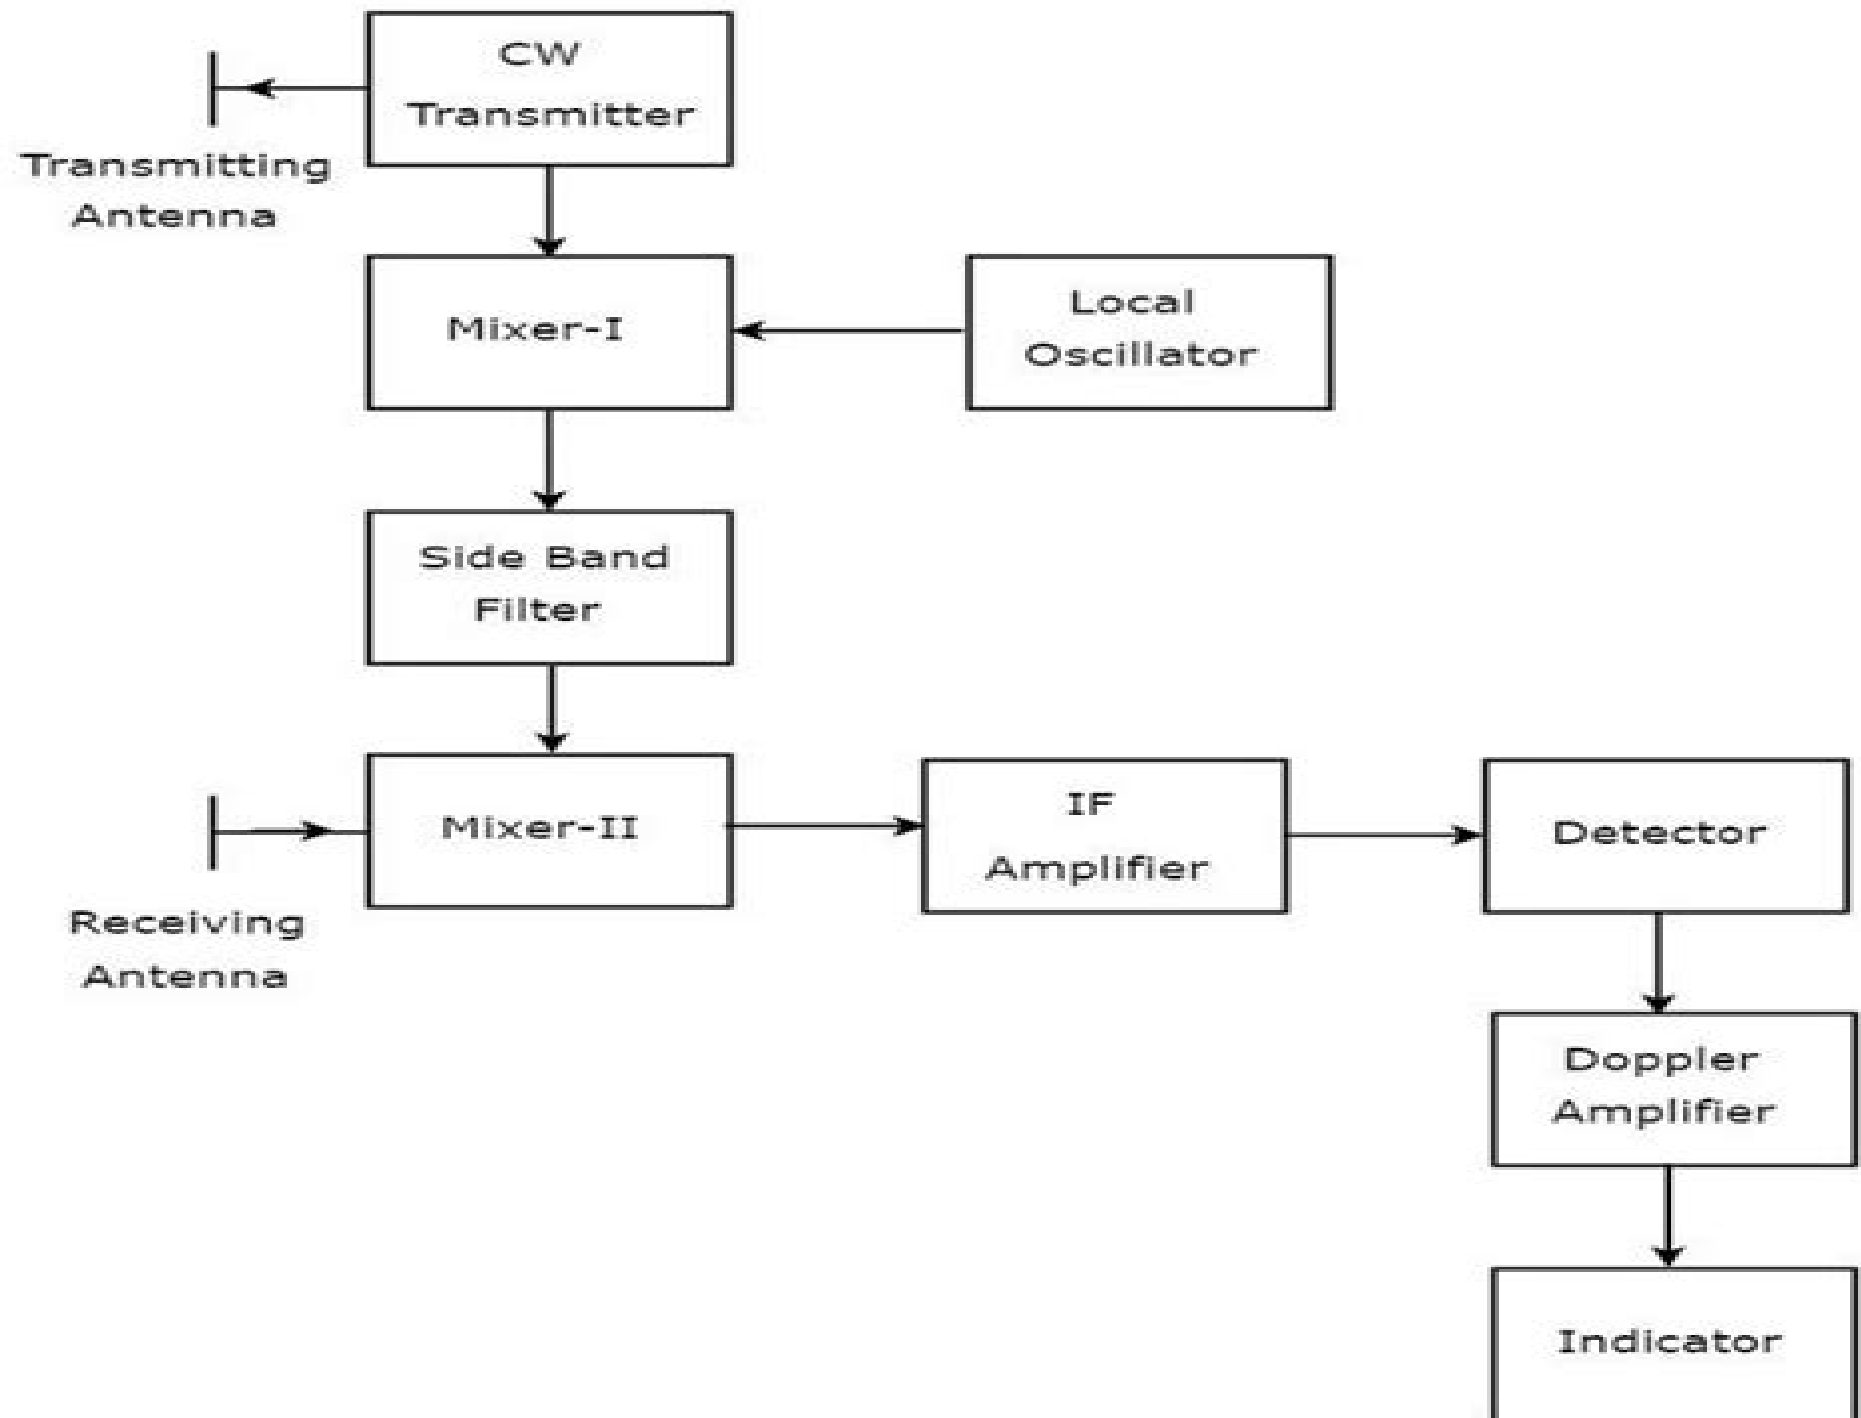 CW
Transmitter
Transmitting
Antenna
Mixer-I
Local
Oscillator
Side Band
Filter
Mixer-II
IF
Amplifier
Detector
Receiving
Antenna
Doppler
Amplifier
Indicator